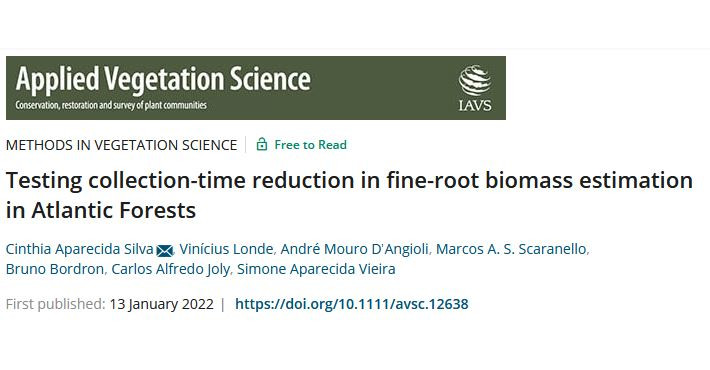 Applied Vegetation Science
Conservation, restoration and survey of plant communities
IAVS
METHODS IN VEGETATION SCIENCE | Free to Read
Testing collection-time reduction in fine-root biomass estimation
in Atlantic Forests
Cinthia Aparecida Silva, Vinícius Londe, André Mouro D'Angioli, Marcos A. S. Scaranello,
Bruno Bordron, Carlos Alfredo Joly, Simone Aparecida Vieira
First published: 13 January 2022 | https://doi.org/10.1111/avsc.12638